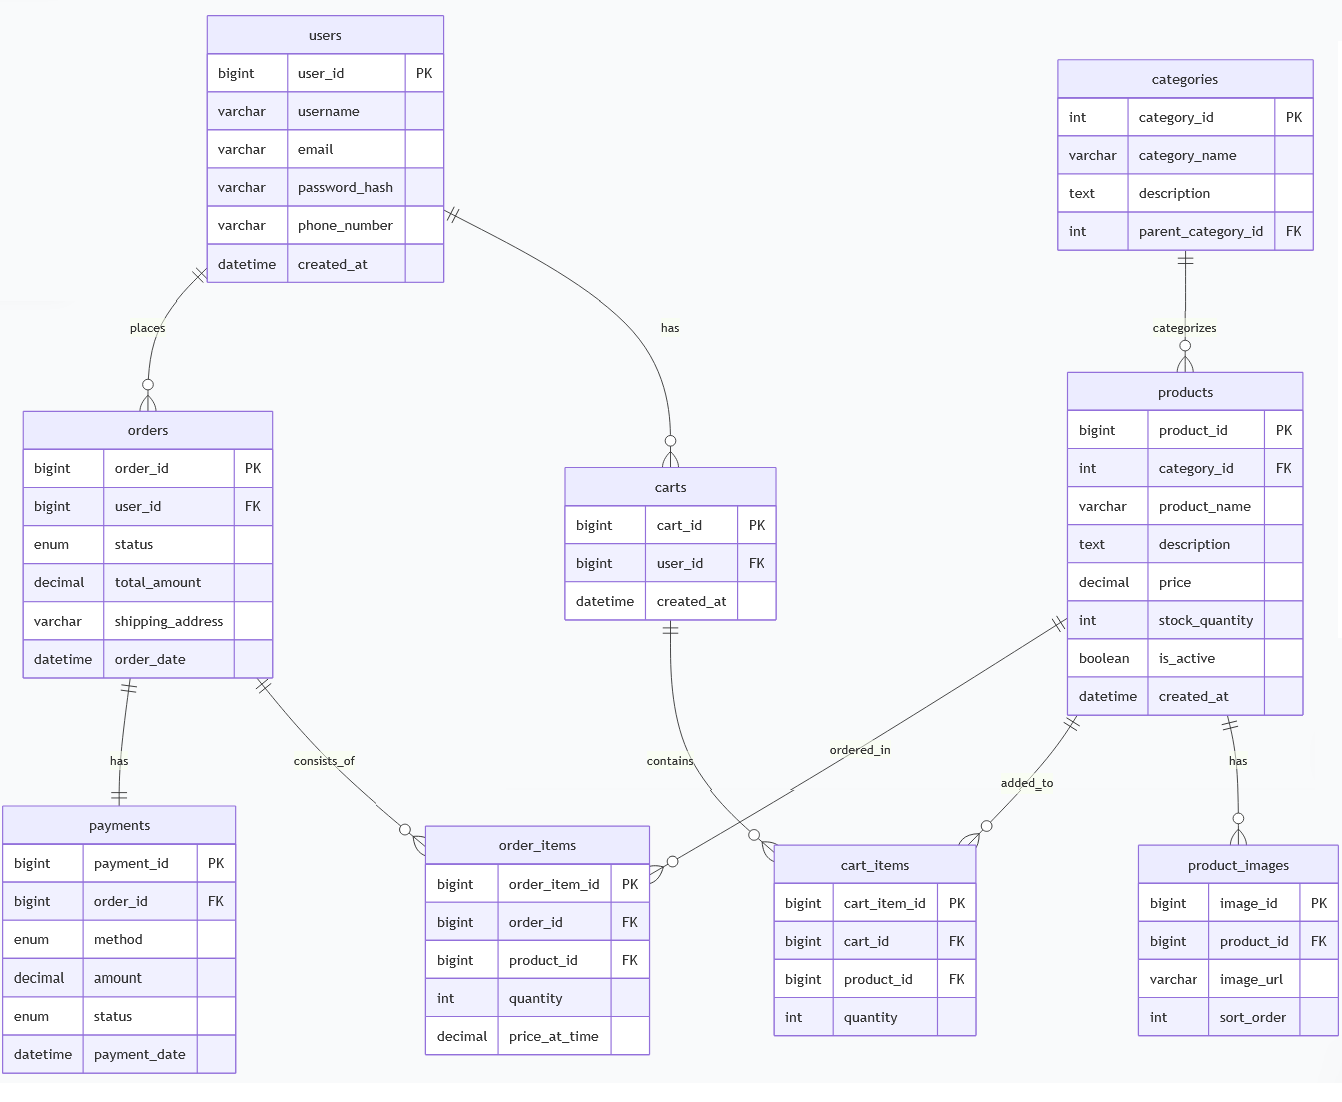 users
bigint user_id PK
varchar username
varchar email
varchar password_hash
varchar phone_number
datetime created_at
categories
int category_id PK
varchar category_name
text description
int parent_category_id FK
places
has
categorizes
orders
bigint order_id PK
bigint user_id FK
enum status
decimal total_amount
varchar shipping_address
datetime order_date
carts
bigint cart_id PK
bigint user_id FK
datetime created_at
products
bigint product_id PK
int category_id FK
varchar product_name
text description
decimal price
int stock_quantity
boolean is_active
datetime created_at
has
consists_of
contains
ordered_in
added_to
has
payments
bigint payment_id PK
bigint order_id FK
enum method
decimal amount
enum status
datetime payment_date
order_items
bigint order_item_id PK
bigint order_id FK
bigint product_id FK
int quantity
decimal price_at_time
cart_items
bigint cart_item_id PK
bigint cart_id FK
bigint product_id FK
int quantity
product_images
bigint image_id PK
bigint product_id FK
varchar image_url
int sort_order